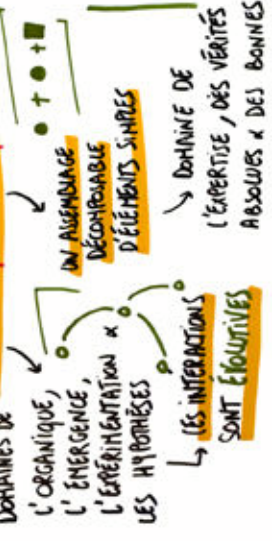 DOMAINES DE
L'ORGANIQUE,
L'ÉMERGENCE,
L'EXPÉRIMENTATION &
LES HYPOTHÈSES
CES INTERACTIONS
SONT ÉVOLUTIVES
UN ASSEMBLAGE
DÉCOMPOSABLE
D'ÉLÉMENTS SIMPLES
DOMAINE DE
L'EXPERTISE, DES VÉRITÉS
ABSOLUES & DES BONNES